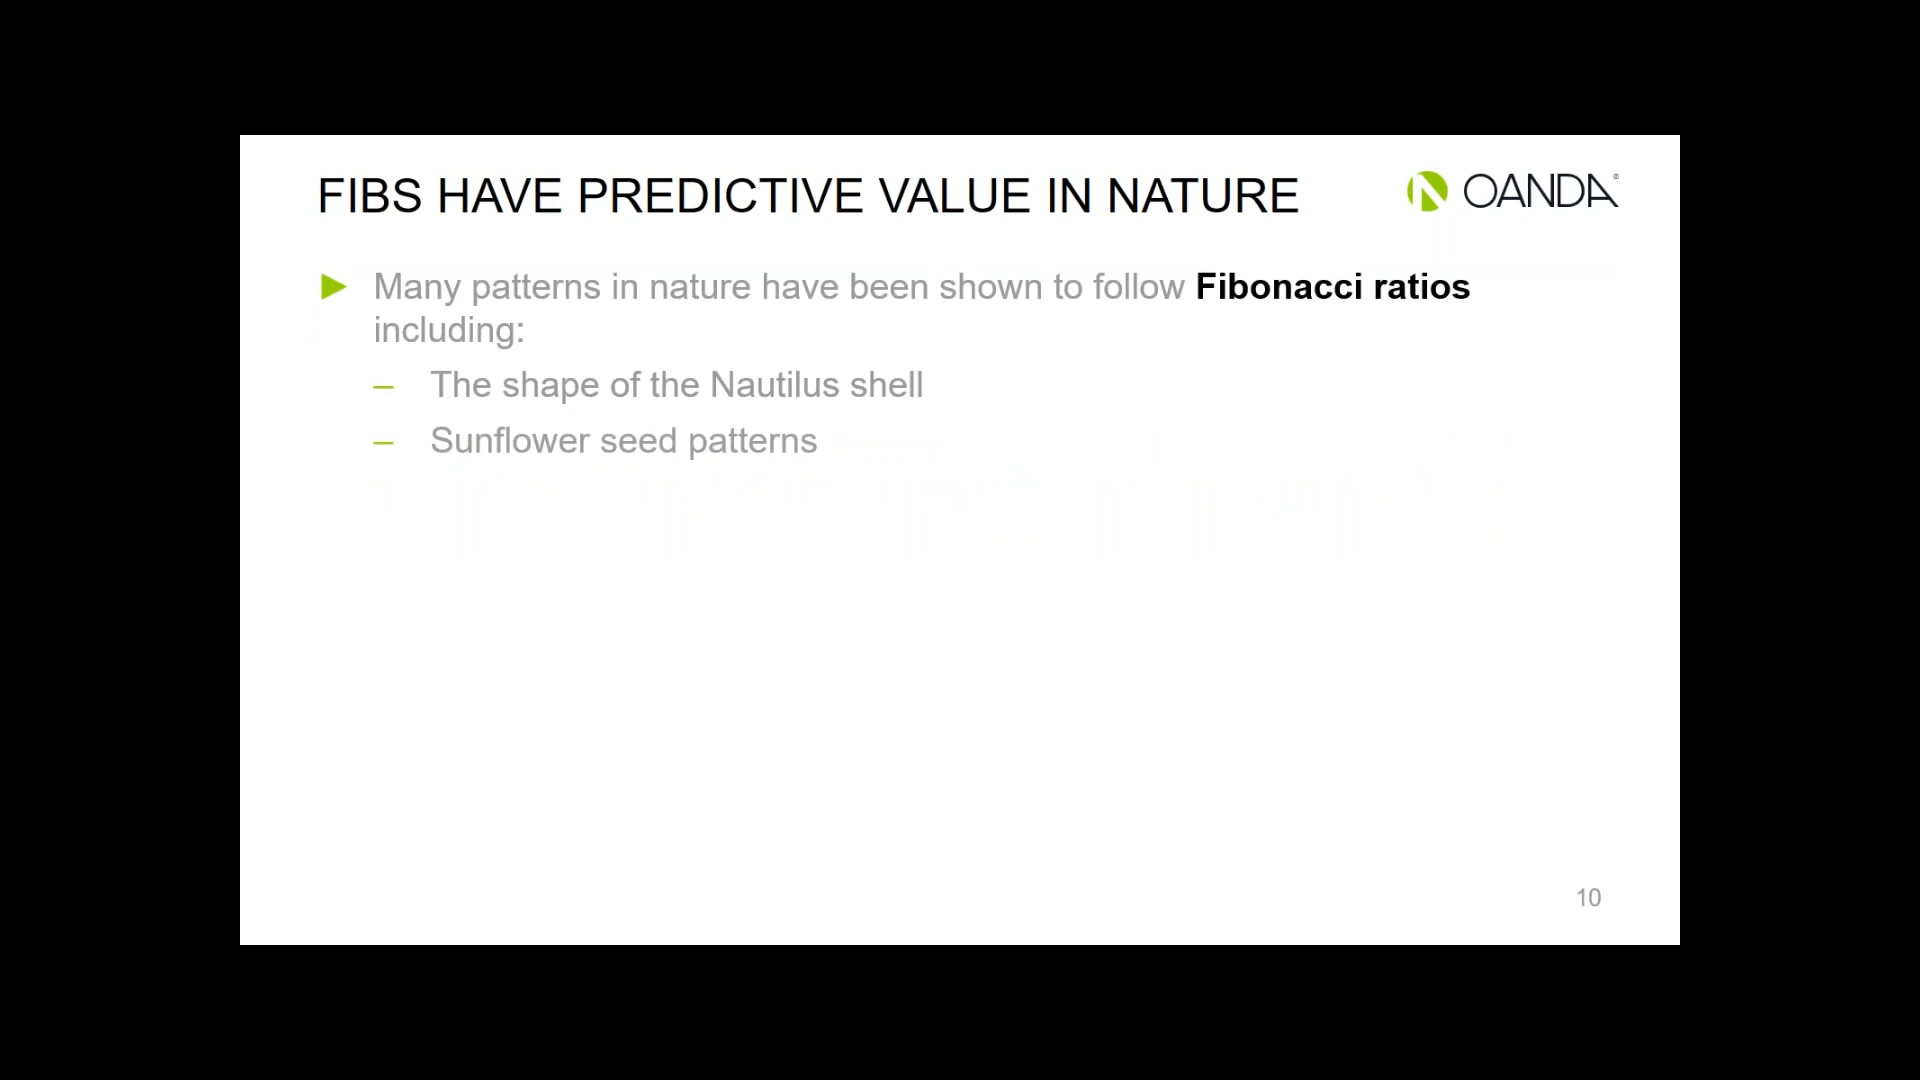 FIBS HAVE PREDICTIVE VALUE IN NATURE
OANDA®
► Many patterns in nature have been shown to follow Fibonacci ratios
including:
– The shape of the Nautilus shell
– Sunflower seed patterns
10